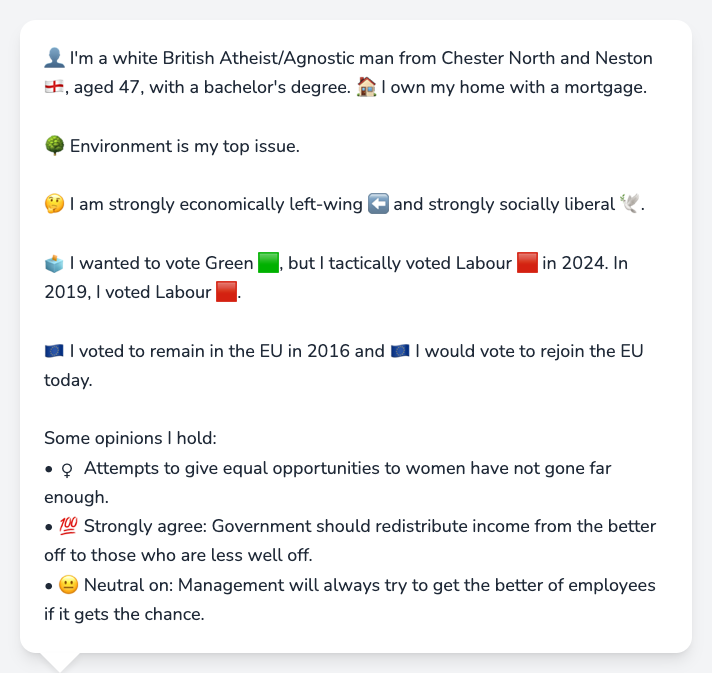 👤 I'm a white British Atheist/Agnostic man from Chester North and Neston
🏴󠁧󠁢󠁥󠁮󠁧󠁿, aged 47, with a bachelor's degree. 🏠 I own my home with a mortgage.
🌳 Environment is my top issue.
🤔 I am strongly economically left-wing ⬅️ and strongly socially liberal 🕊️.
🗳️ I wanted to vote Green 🟩, but I tactically voted Labour 🟥 in 2024. In
2019, I voted Labour 🟥.
🇪🇺 I voted to remain in the EU in 2016 and 🇪🇺 I would vote to rejoin the EU
today.
Some opinions I hold:
• ♀ Attempts to give equal opportunities to women have not gone far
enough.
• 💯 Strongly agree: Government should redistribute income from the better
off to those who are less well off.
• 😐 Neutral on: Management will always try to get the better of employees
if it gets the chance.